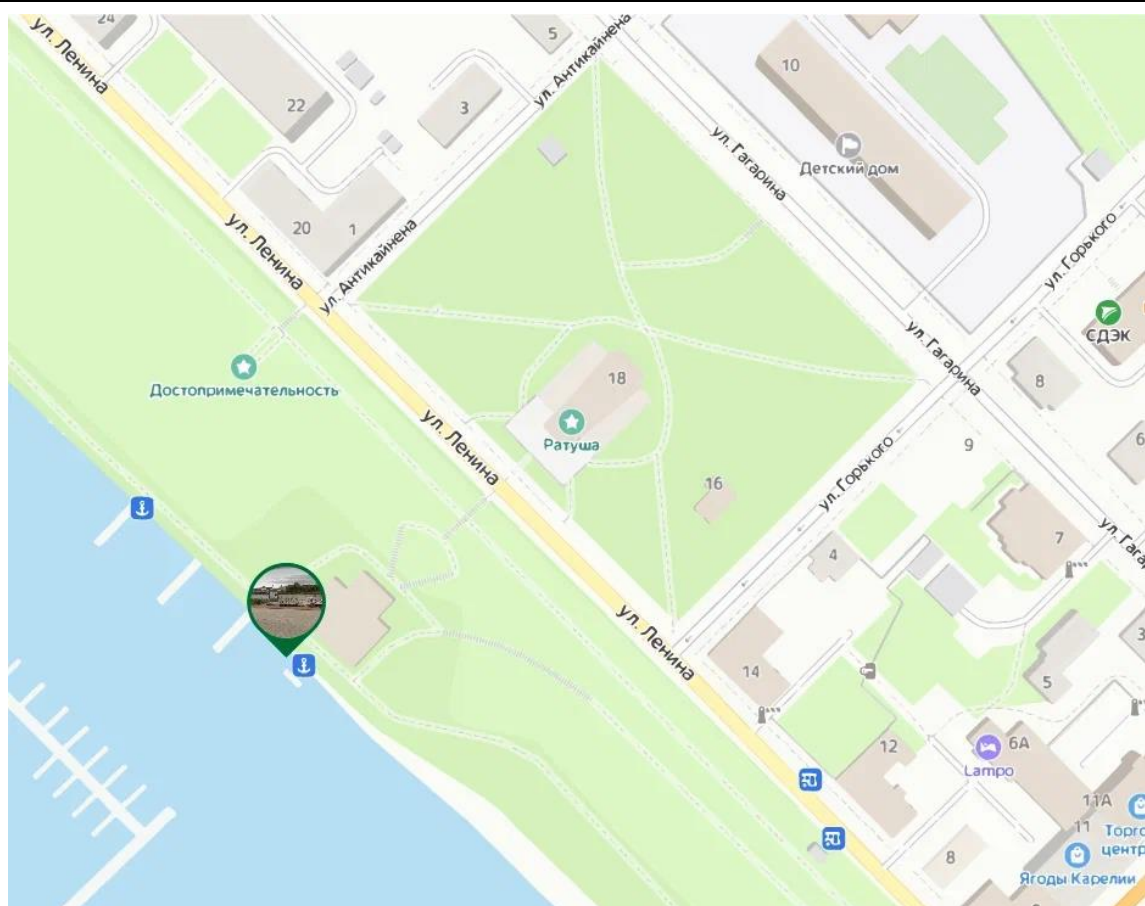 24
5
ул. Ленина
ул. Антикайнена
10
22
3
ул. Гагарина
Детский дом
ул. Горького
20
1
ул. Ленина
ул. Антикайнена
СДЭК
ул. Гагарина
18
8
Достопримечательность
ул. Ленина
Ратуша
6
9
ул. Горького
16
7
ул. Гага
4
ул. Ленина
3
14
5
12
6А
Lampo
11А
11
Торго
центр
8
Ягоды Карелии